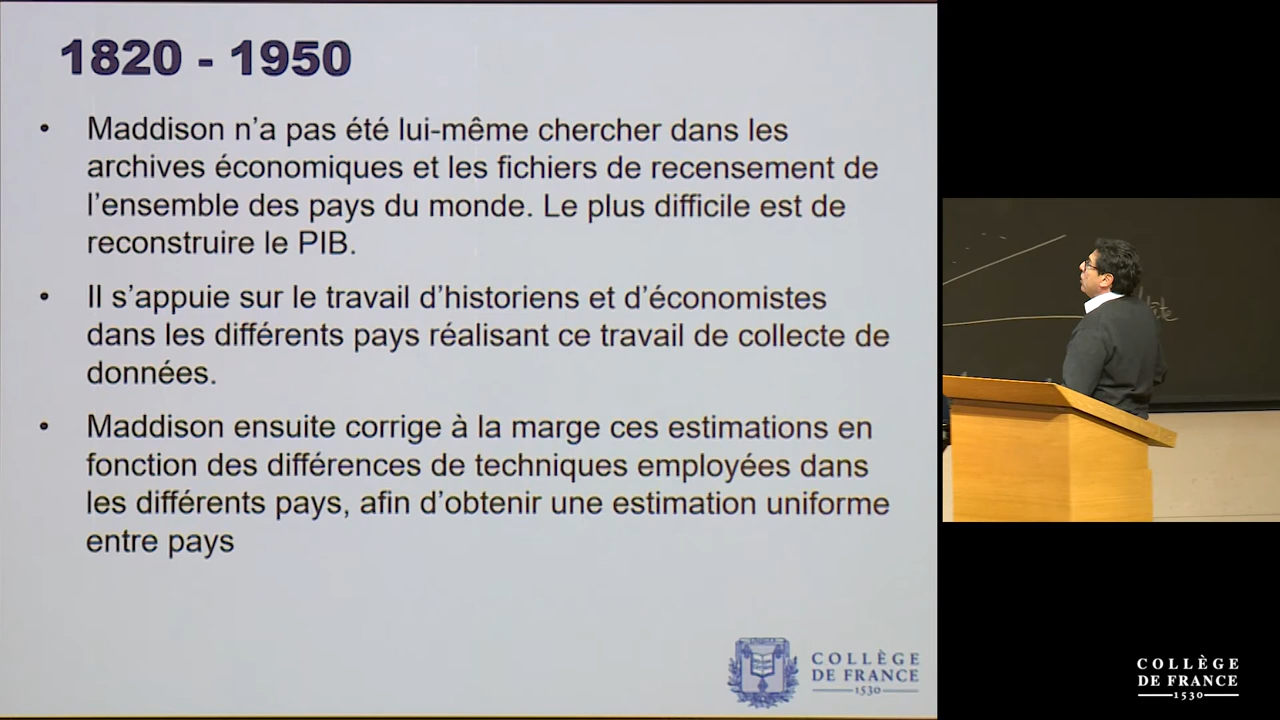 1820 - 1950
• Maddison n’a pas été lui-même chercher dans les
archives économiques et les fichiers de recensement de
l’ensemble des pays du monde. Le plus difficile est de
reconstruire le PIB.
• Il s’appuie sur le travail d’historiens et d’économistes
dans les différents pays réalisant ce travail de collecte de
données.
• Maddison ensuite corrige à la marge ces estimations en
fonction des différences de techniques employées dans
les différents pays, afin d’obtenir une estimation uniforme
entre pays
COLLÈGE
DE FRANCE
1530
COLLÈGE
DE FRANCE
1530